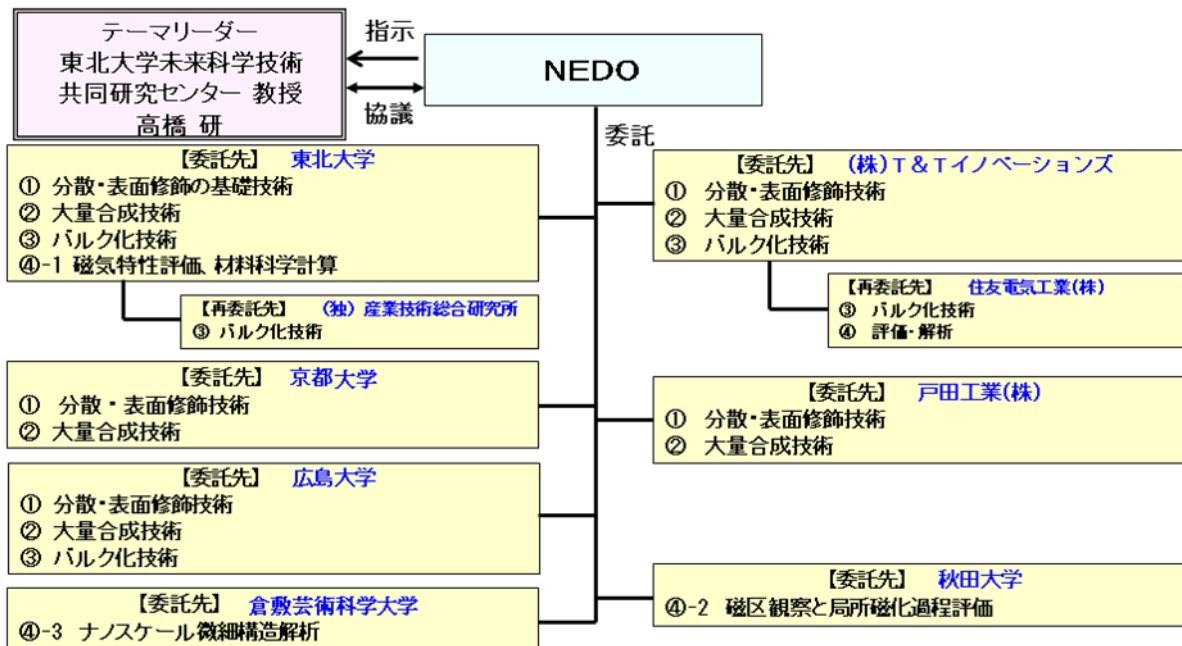 テーマリーダー
東北大学未来科学技術
共同研究センター 教授
高橋 研
指示
協議
NEDO
委託
【委託先】 東北大学
① 分散・表面修飾の基礎技術
② 大量合成技術
③ バルク化技術
④-1 磁気特性評価、材料科学計算
【再委託先】 (独) 産業技術総合研究所
③ バルク化技術
【委託先】 京都大学
① 分散・表面修飾技術
② 大量合成技術
【委託先】 広島大学
① 分散・表面修飾技術
② 大量合成技術
③ バルク化技術
【委託先】 倉敷芸術科学大学
④-3 ナノスケール微細構造解析
【委託先】 (株)T&Tイノベーションズ
① 分散・表面修飾技術
② 大量合成技術
③ バルク化技術
【再委託先】 住友電気工業(株)
③ バルク化技術
④ 評価・解析
【委託先】 戸田工業(株)
① 分散・表面修飾技術
② 大量合成技術
【委託先】 秋田大学
④-2 磁区観察と局所磁化過程評価